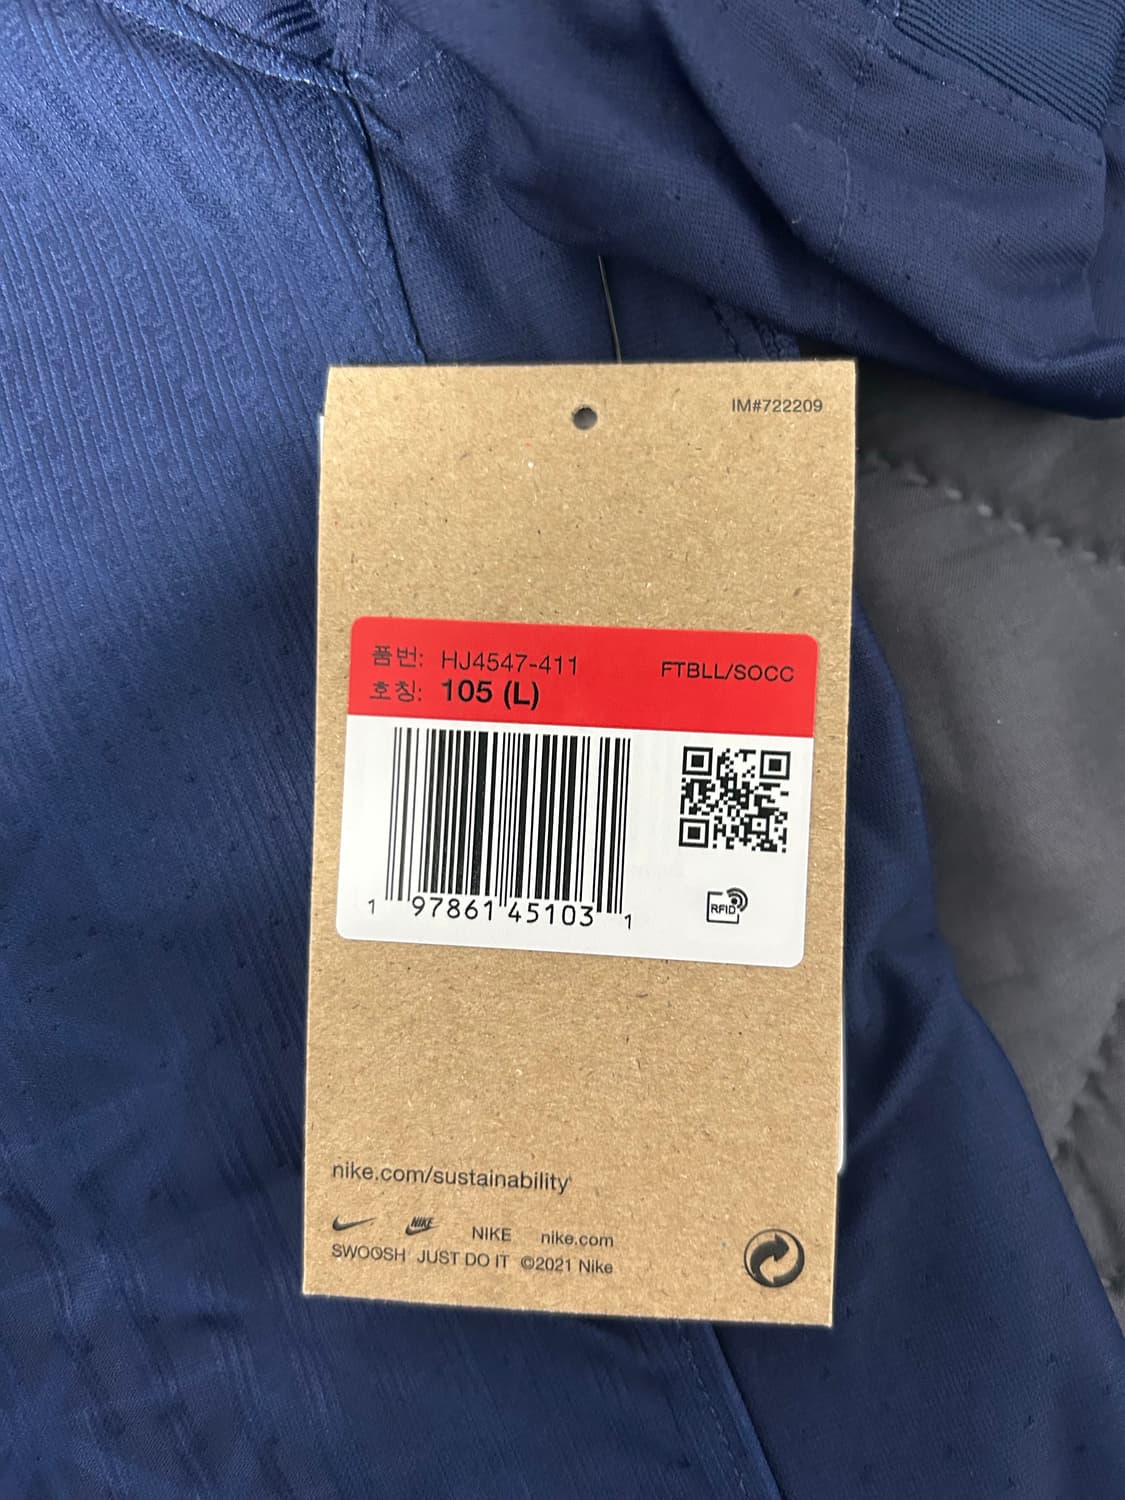 IM#722209
품번: HJ4547-411 FTBLL/SOCC
호칭: 105 (L)
1 97861 45103 1
RFID
nike.com/sustainability
NIKE NIKE nike.com
SWOOSH JUST DO IT ©2021 Nike